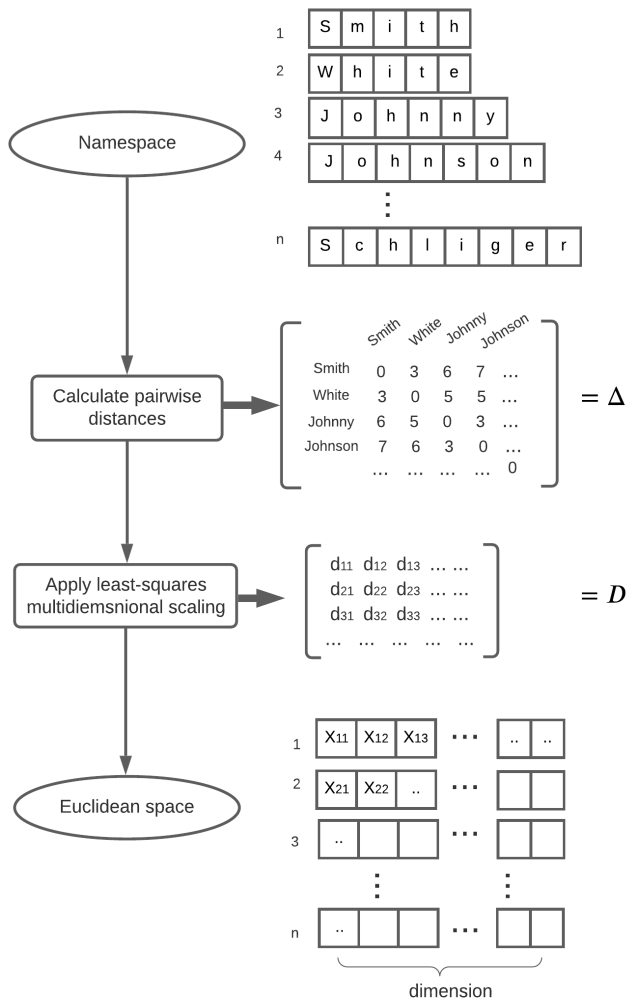 1 S m i t h
2 W h i t e
3 J o h n n y
4 J o h n s o n
⋮
n S c h l i g e r
Namespace
Smith White Johnny Johnson
Smith 0 3 6 7 ...
White 3 0 5 5 ...
Johnny 6 5 0 3 ...
Johnson 7 6 3 0 ...
... ... ... ... 0
= Δ
Calculate pairwise
distances
Apply least-squares
multidiemsnional scaling
d11 d12 d13 ... ...
d21 d22 d23 ... ...
d31 d32 d33 ... ...
... ... ... ... ...
= D
Euclidean space
1 X11 X12 X13 ... .. ..
2 X21 X22 .. ...
3 .. ...
⋮ ⋮
n .. ...
dimension